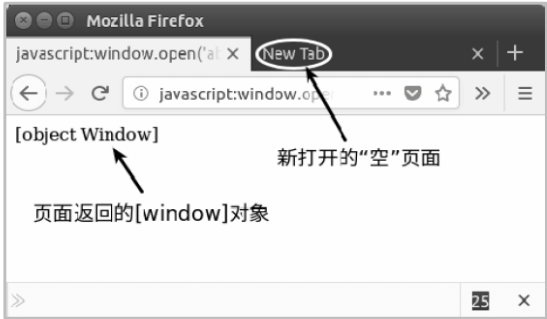 Mozilla Firefox
javascript:window.open('al
New Tab
javascript:window.ope
[object Window]
新打开的“空”页面
页面返回的[window]对象
25